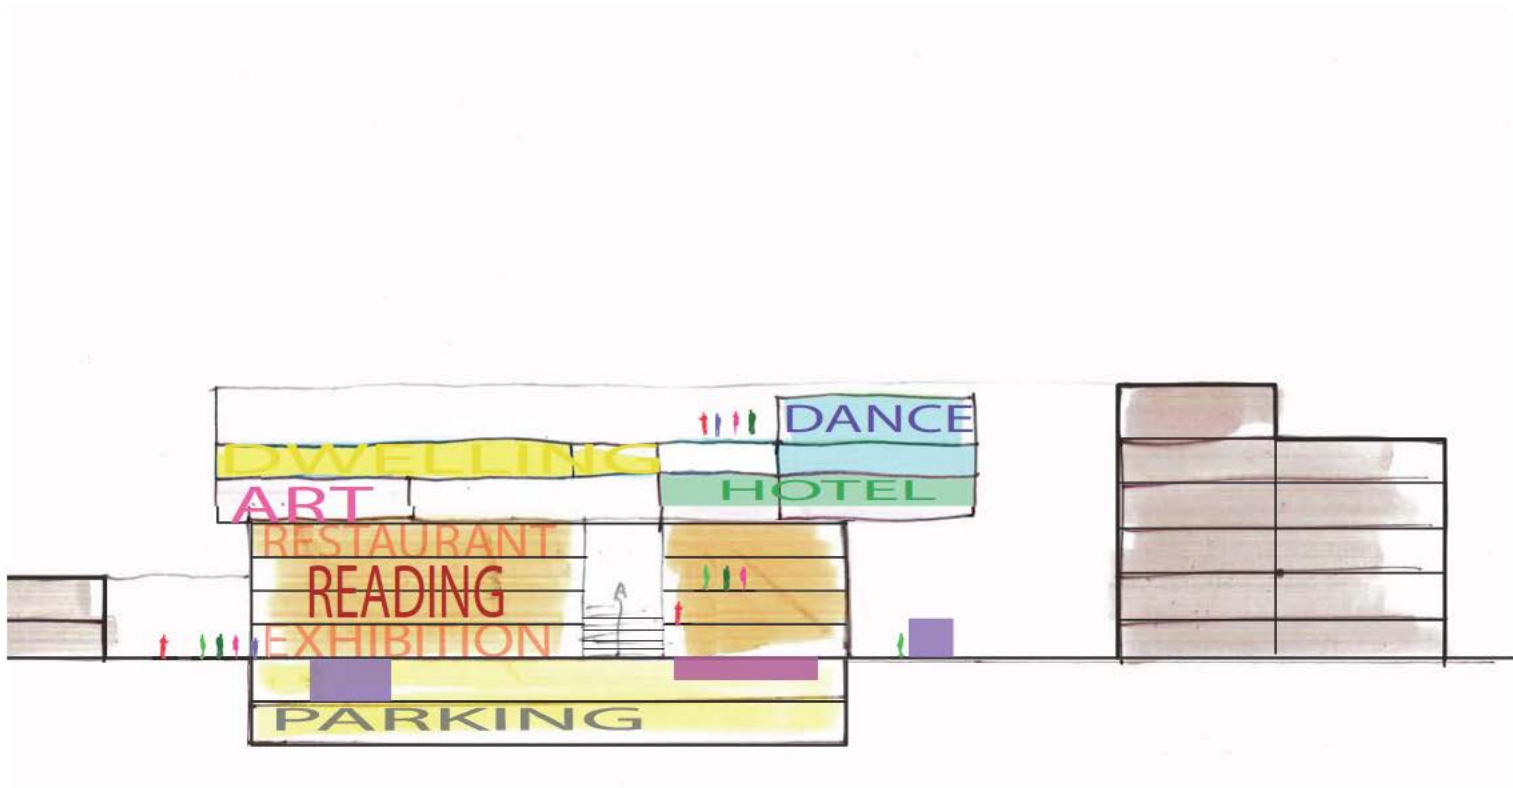 DANCE
DWELLING
HOTEL
ART
RESTAURANT
READING
EXHIBITION
PARKING